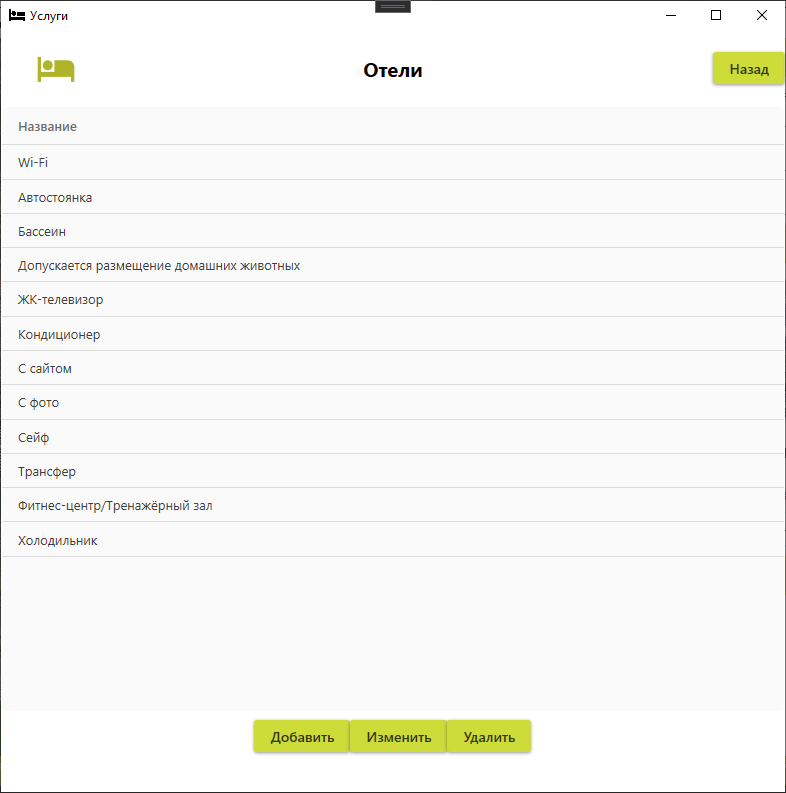 Услуги
Отели
Назад
Название
Wi-Fi
Автостоянка
Бассеин
Допускается размещение домашних животных
ЖК-телевизор
Кондиционер
С сайтом
С фото
Сейф
Трансфер
Фитнес-центр/Тренажёрный зал
Холодильник
Добавить Изменить Удалить